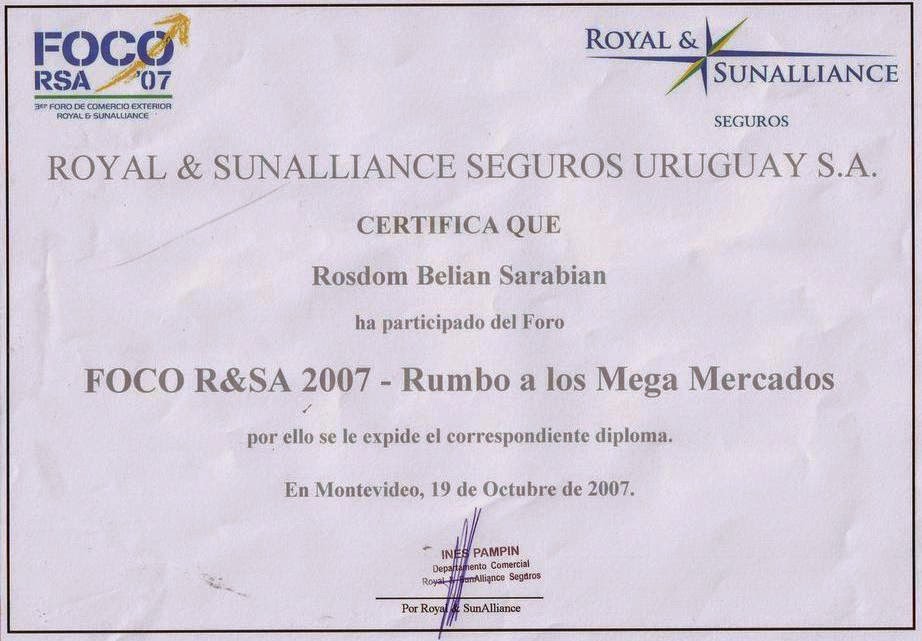 FOCO
RSA '07
3ER FORO DE COMERCIO EXTERIOR
ROYAL & SUNALLIANCE
ROYAL &
SUNALLIANCE
SEGUROS
ROYAL & SUNALLIANCE SEGUROS URUGUAY S.A.
CERTIFICA QUE
Rosdom Belian Sarabian
ha participado del Foro
FOCO R&SA 2007 - Rumbo a los Mega Mercados
por ello se le expide el correspondiente diploma.
En Montevideo, 19 de Octubre de 2007.
INES PAMPIN
Departamento Comercial
Royal & SunAlliance Seguros
Por Royal & SunAlliance